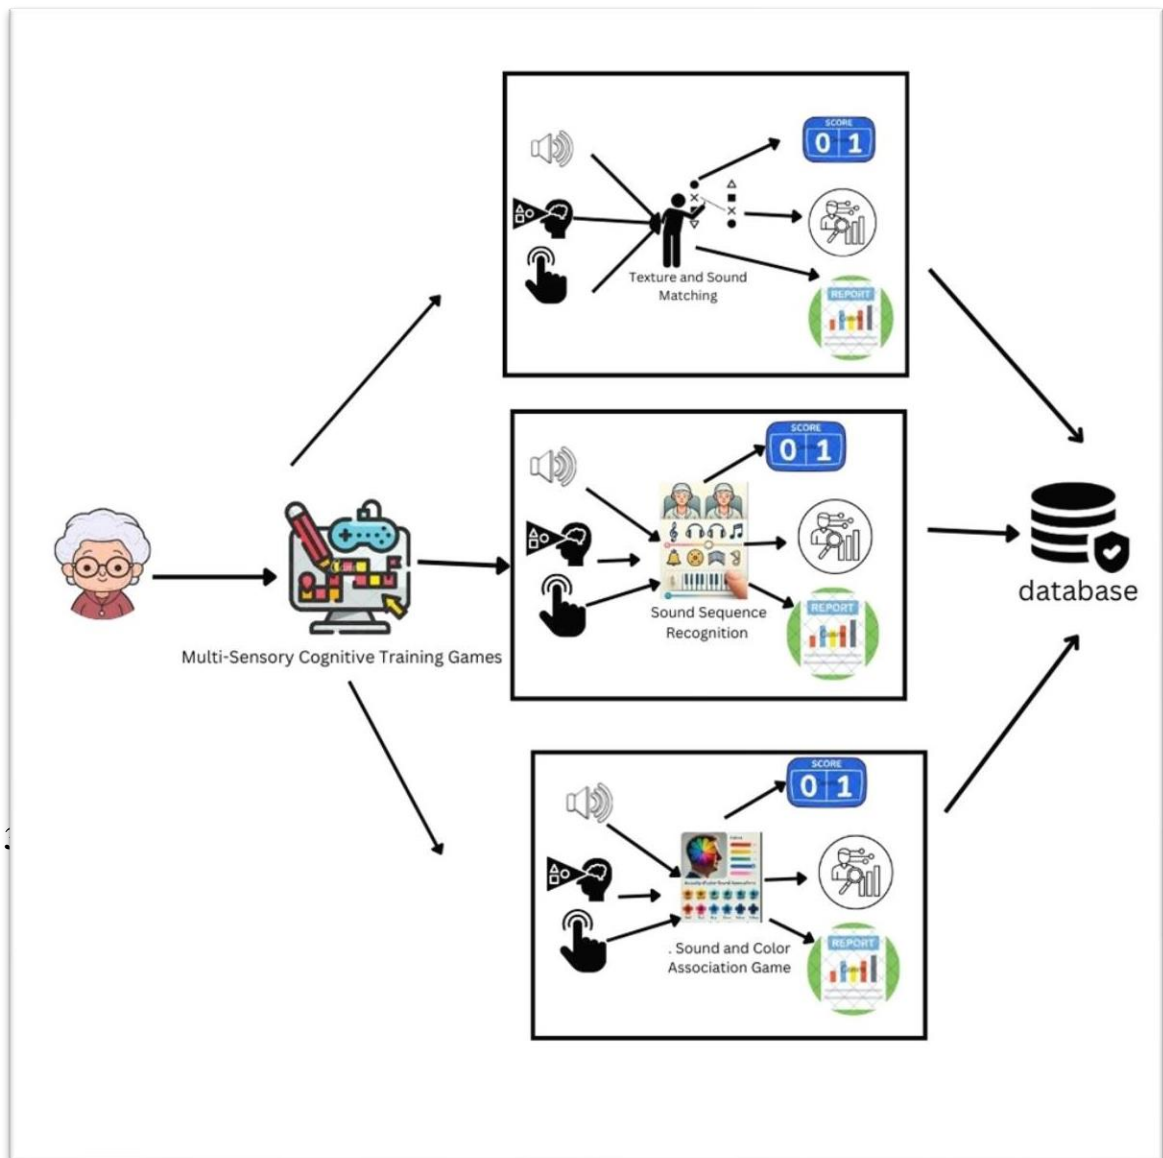 SCORE
0 1
Texture and Sound
Matching
REPORT
SCORE
0 1
Sound Sequence
Recognition
REPORT
Multi-Sensory Cognitive Training Games
database
SCORE
0 1
. Sound and Color
Association Game
REPORT